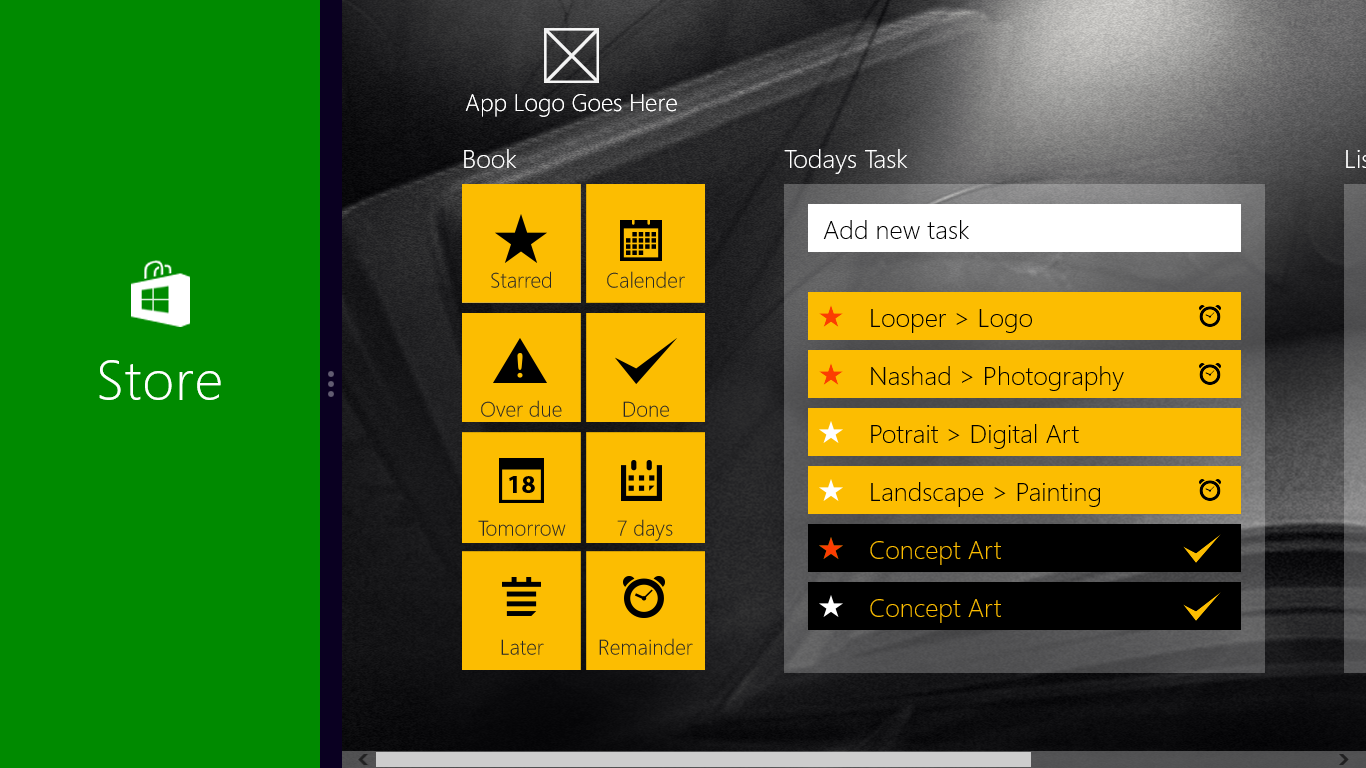 Store
App Logo Goes Here
Book
Starred
Calender
Over due
Done
18
Tomorrow
7 days
Later
Remainder
Todays Task
Add new task
Looper > Logo
Nashad > Photography
Potrait > Digital Art
Landscape > Painting
Concept Art
Concept Art